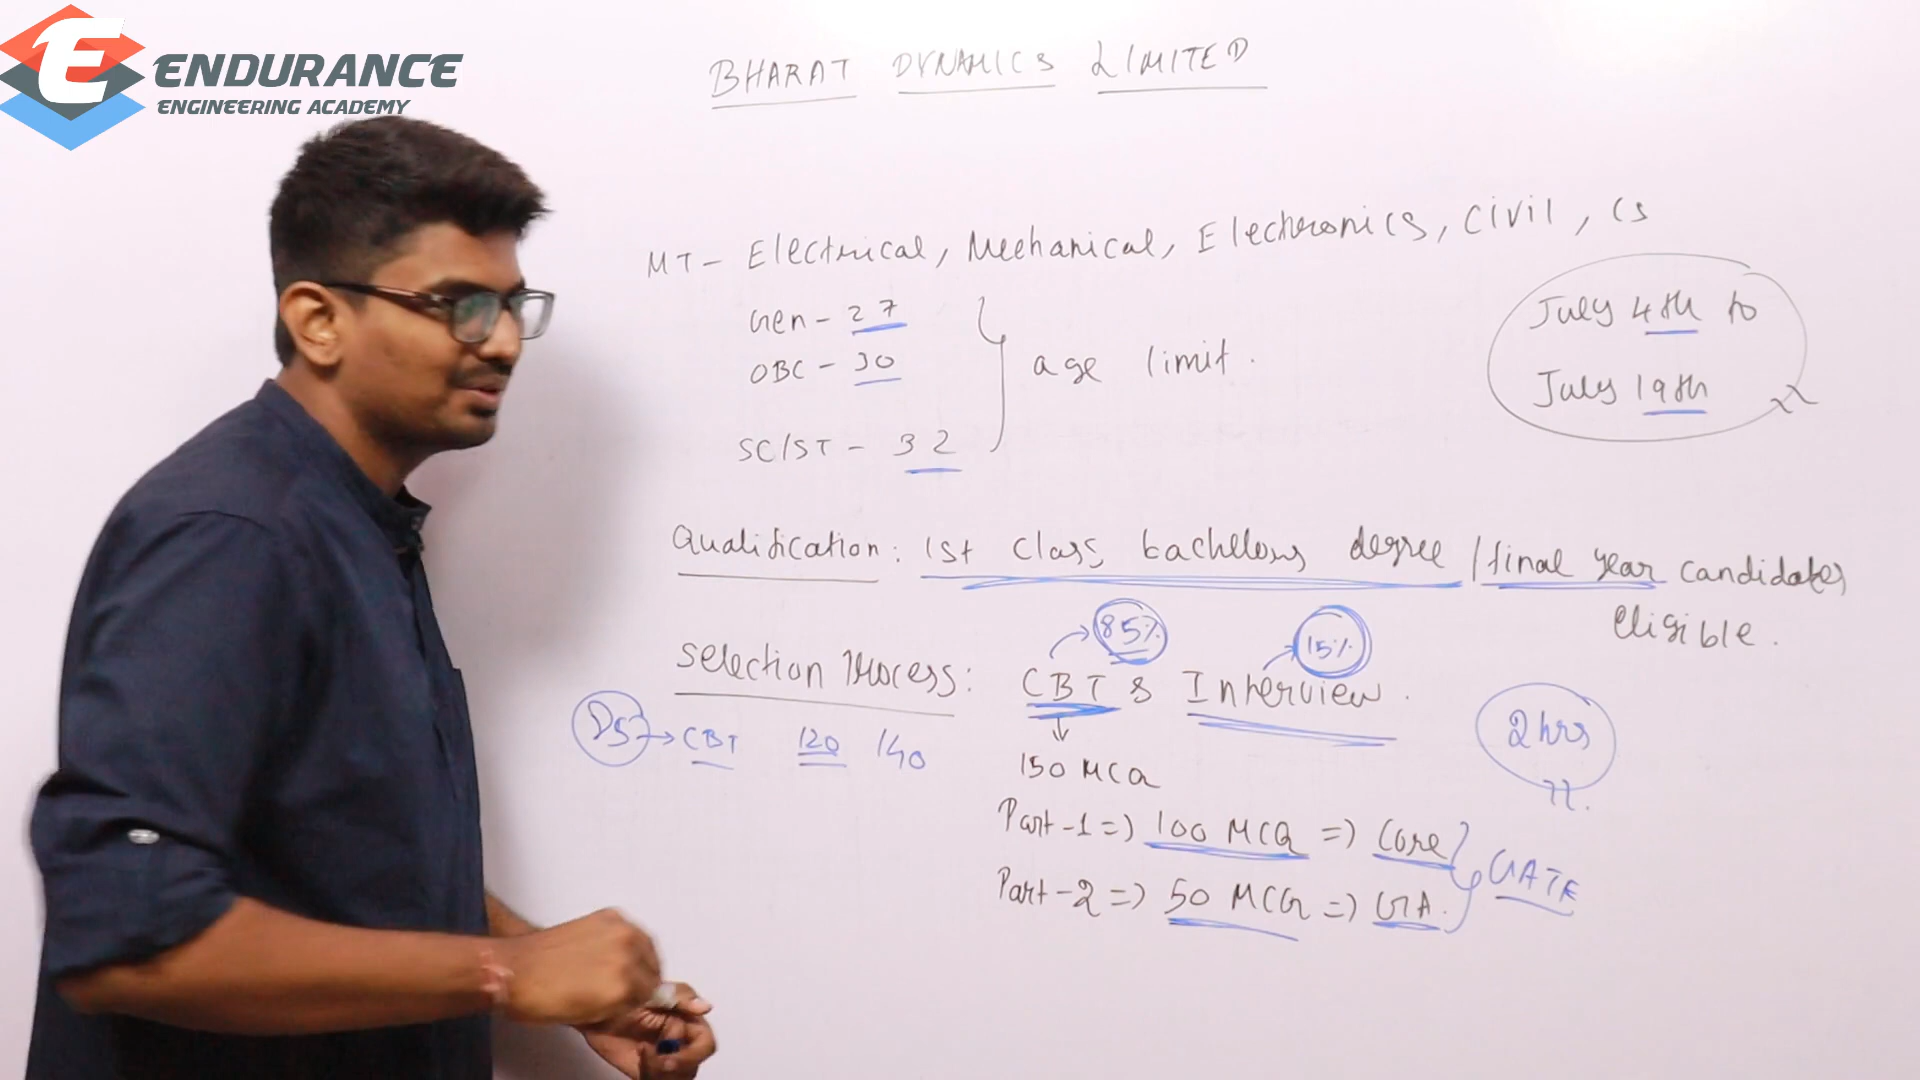 ENDURANCE
ENGINEERING ACADEMY
BHARAT DYNAMICS LIMITED
MT - Electrical, Mechanical, Electronics, Civil, CS
Gen - 27
OBC - 30
SC/ST - 32
age limit.
July 4th to
July 19th
Qualification: 1st Class bachelors degree / final year candidates
eligible.
85%
15%
Selection Process: CBT & Interview.
→ CBT 120 140
2 hrs
150 MCQ
Part-1 => 100 MCQ => Core
Part-2 => 50 MCQ => GA.
GATE